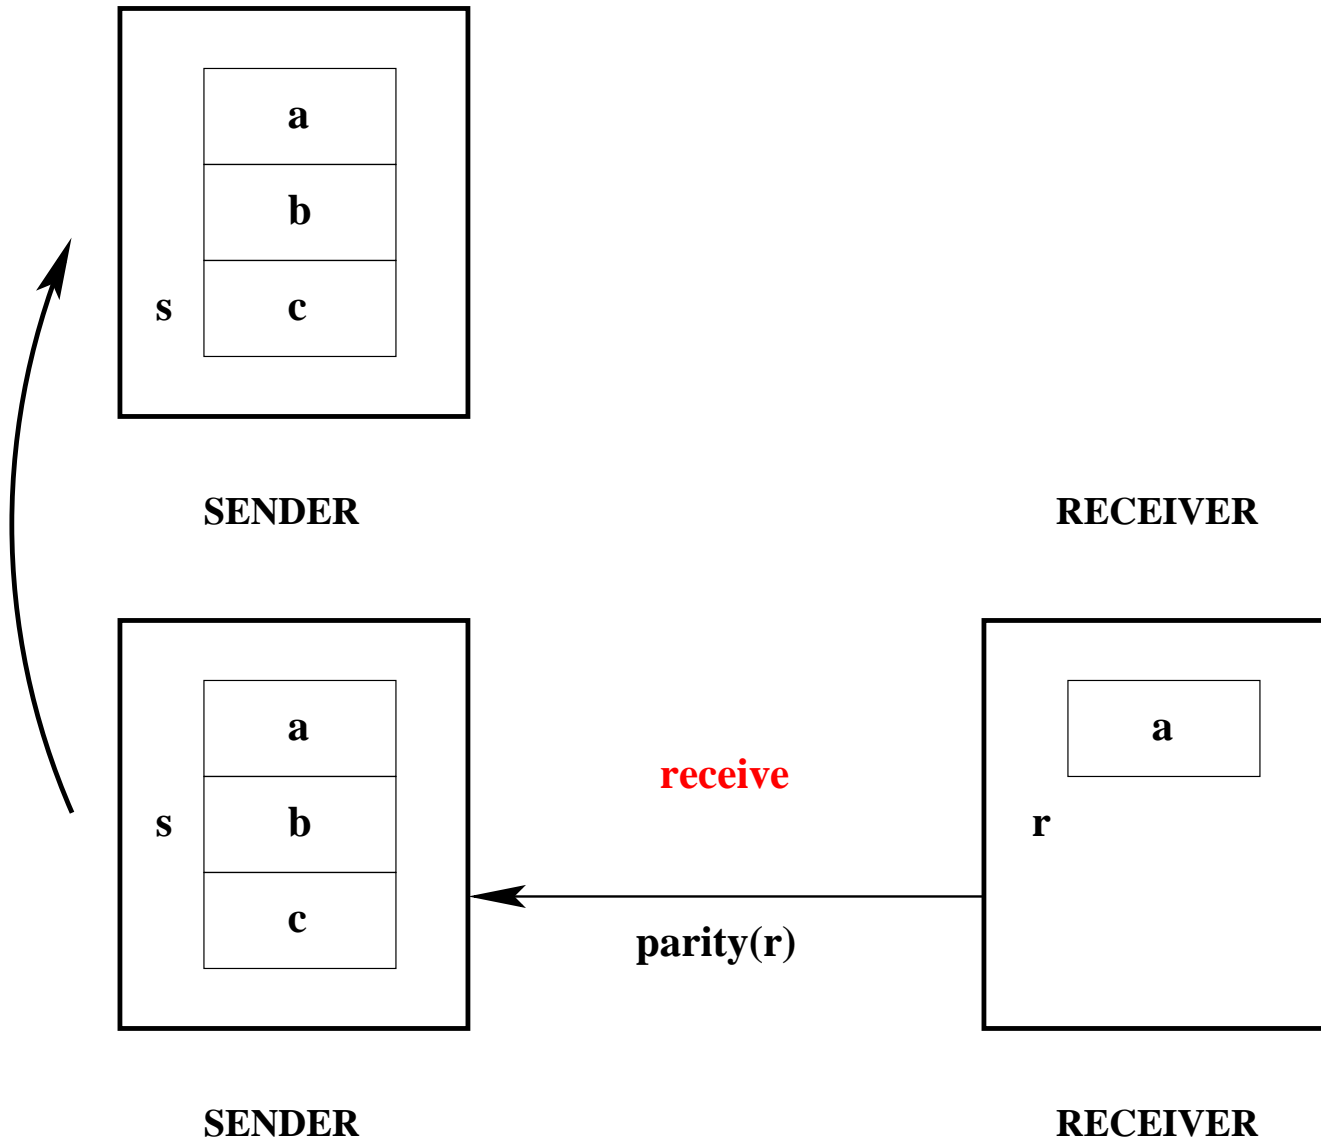 a
b
s c
SENDER RECEIVER
a a
receive
s b r
c
parity(r)
SENDER RECEIVER